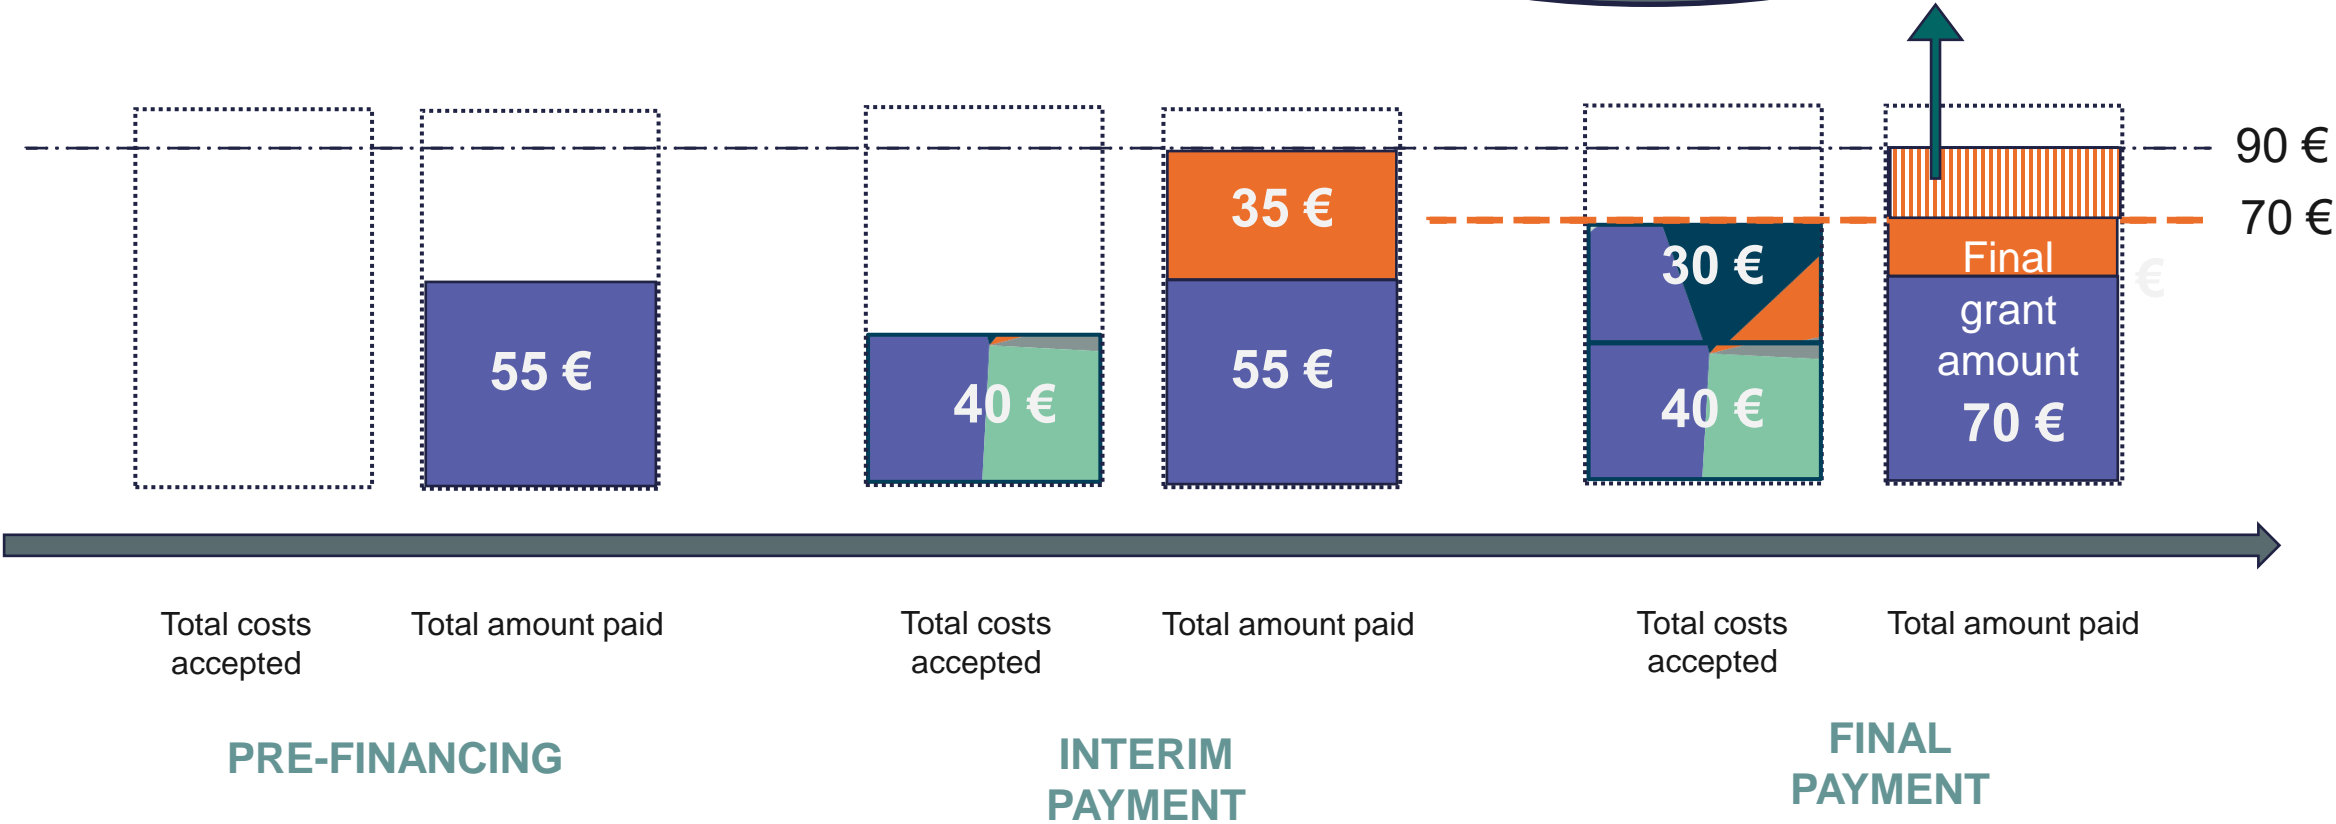 90 €
70 €
35 €
30 €
Final
€
grant
amount
70 €
55 €
40 €
55 €
40 €
Total costs
accepted
Total amount paid
Total costs
accepted
Total amount paid
Total costs
accepted
Total amount paid
PRE-FINANCING
INTERIM
PAYMENT
FINAL
PAYMENT